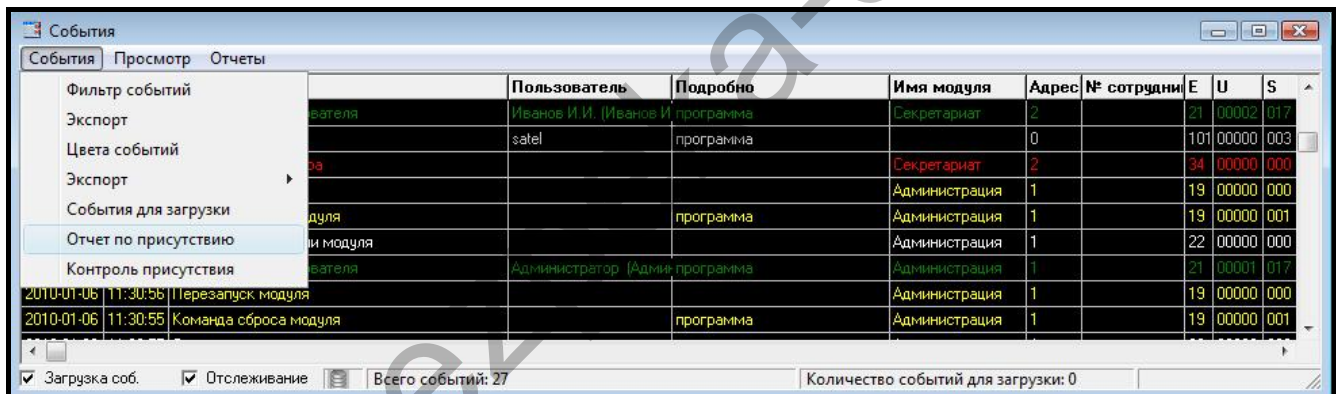 События
События Просмотр Отчеты
Фильтр событий
Экспорт
Цвета событий
Экспорт
События для загрузки
Отчет по присутствию
Контроль присутствия
Пользователь Подробно Имя модуля Адрес № сотрудни E U S
вателя Иванов И.И. (Иванов И программа Секретариат 2 21 00002 017
satel программа 0 101 00000 003
ра Секретариат 2 34 00000 000
Администрация 1 19 00000 000
дуля программа Администрация 1 19 00000 001
и модуля Администрация 1 22 00000 000
вателя Администратор (Адми программа Администрация 1 21 00001 017
2010-01-06 11:30:56 Перезапуск модуля Администрация 1 19 00000 000
2010-01-06 11:30:55 Команда сброса модуля программа Администрация 1 19 00000 001
Загрузка соб. Отслеживание Всего событий: 27 Количество событий для загрузки: 0